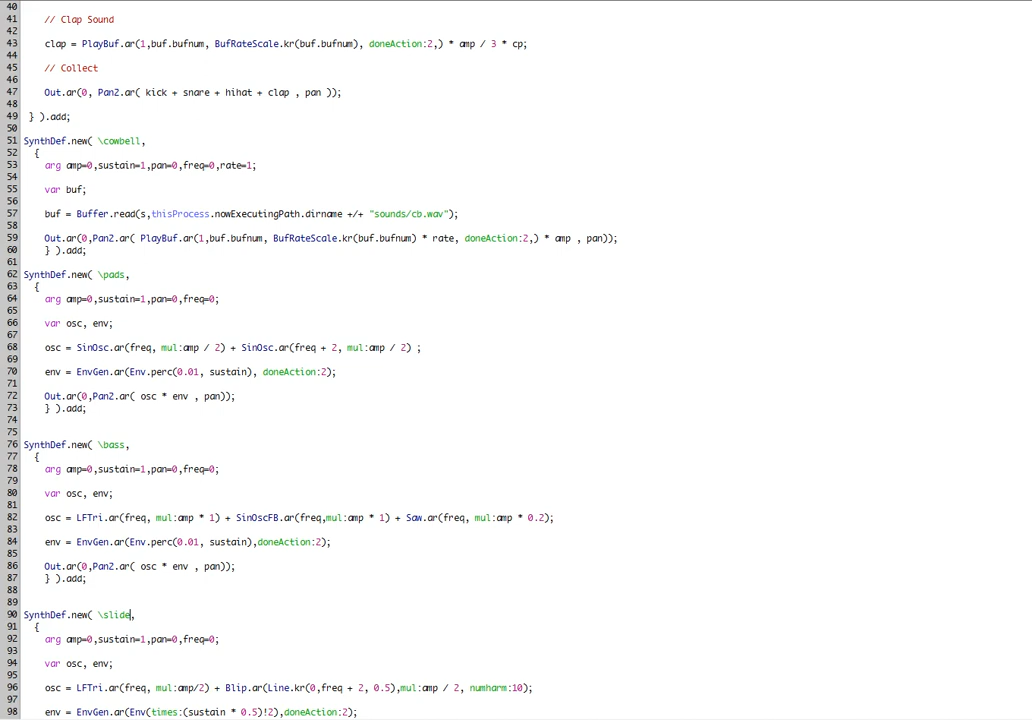 40
41 // Clap Sound
42
43 clap = PlayBuf.ar(1,buf.bufnum, BufRateScale.kr(buf.bufnum), doneAction:2,) * amp / 3 * cp;
44
45 // Collect
46
47 Out.ar(0, Pan2.ar( kick + snare + hihat + clap , pan ));
48
49 } ).add;
50
51 SynthDef.new( \cowbell,
52 {
53 arg amp=0,sustain=1,pan=0,freq=0,rate=1;
54
55 var buf;
56
57 buf = Buffer.read(s,thisProcess.nowExecutingPath.dirname +/+ "sounds/cb.wav");
58
59 Out.ar(0,Pan2.ar( PlayBuf.ar(1,buf.bufnum, BufRateScale.kr(buf.bufnum) * rate, doneAction:2,) * amp , pan));
60 } ).add;
61
62 SynthDef.new( \pads,
63 {
64 arg amp=0,sustain=1,pan=0,freq=0;
65
66 var osc, env;
67
68 osc = SinOsc.ar(freq, mul:amp / 2) + SinOsc.ar(freq + 2, mul:amp / 2) ;
69
70 env = EnvGen.ar(Env.perc(0.01, sustain), doneAction:2);
71
72 Out.ar(0,Pan2.ar( osc * env , pan));
73 } ).add;
74
75
76 SynthDef.new( \bass,
77 {
78 arg amp=0,sustain=1,pan=0,freq=0;
79
80 var osc, env;
81
82 osc = LFTri.ar(freq, mul:amp * 1) + SinOscFB.ar(freq,mul:amp * 1) + Saw.ar(freq, mul:amp * 0.2);
83
84 env = EnvGen.ar(Env.perc(0.01, sustain),doneAction:2);
85
86 Out.ar(0,Pan2.ar( osc * env , pan));
87 } ).add;
88
89
90 SynthDef.new( \slide,
91 {
92 arg amp=0,sustain=1,pan=0,freq=0;
93
94 var osc, env;
95
96 osc = LFTri.ar(freq, mul:amp/2) + Blip.ar(Line.kr(0,freq + 2, 0.5),mul:amp / 2, numharm:10);
97
98 env = EnvGen.ar(Env(times:(sustain * 0.5)!2),doneAction:2);